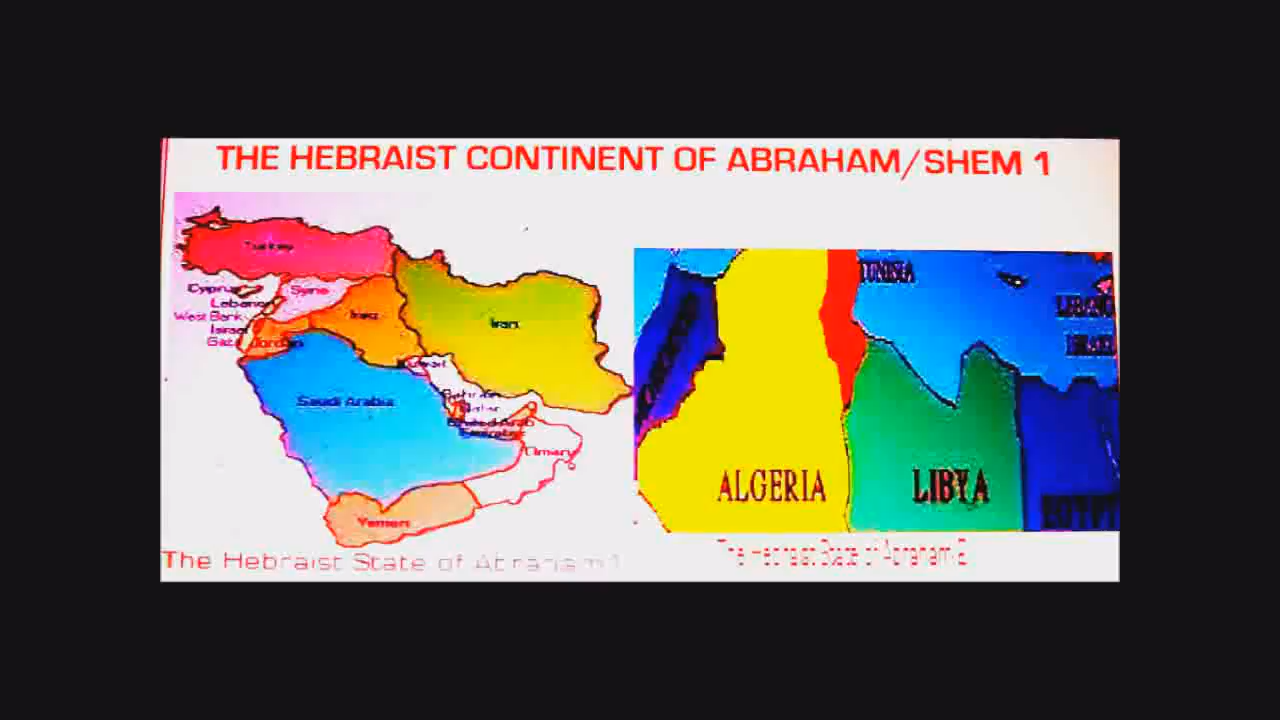 THE HEBRAIST CONTINENT OF ABRAHAM/SHEM 1
Turkey
Cyprus
Syria
Lebanon
West Bank
Israel
Gaza Jordan
Iraq
Iran
Kuwait
Saudi Arabia
Bahrain
Qatar
United Arab
Emirates
Oman
Yemen
The Hebraist State of Abraham 1
TUNISIA
ALGERIA
LIBYA
EGYPT
The Hebraist State of Abraham 2